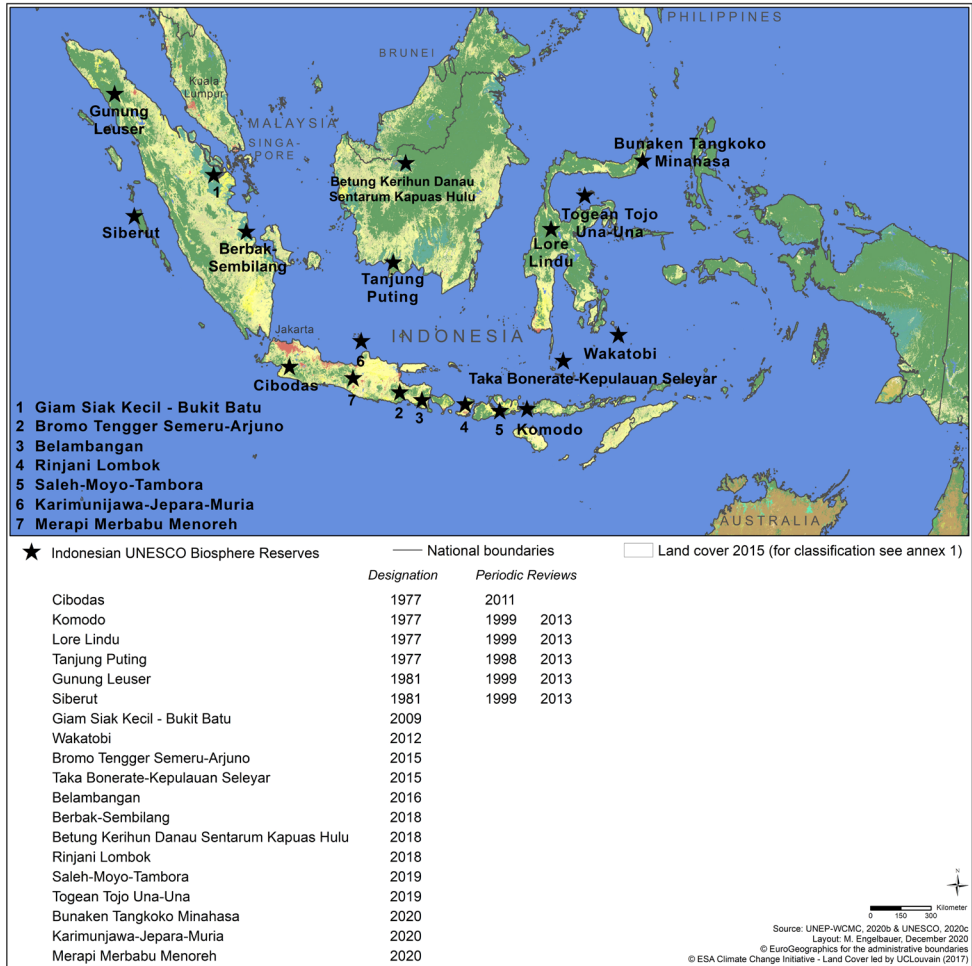 PHILIPPINES
BRUNEI
Kuala
Lumpur
Gunung
Leuser
MALAYSIA
SINGA-
PORE
Bunaken Tangkoko
Minahasa
1
Betung Kerihun Danau
Sentarum Kapuas Hulu
Siberut
Togean Tojo
Una-Una
Berbak-
Sembilang
Lore
Lindu
Tanjung
Puting
Jakarta
INDONESIA
6
Wakatobi
Cibodas
7
Taka Bonerate-Kepulauan Seleyar
2
3
4
5
Komodo
1 Giam Siak Kecil - Bukit Batu
2 Bromo Tengger Semeru-Arjuno
3 Belambangan
4 Rinjani Lombok
5 Saleh-Moyo-Tambora
6 Karimunijawa-Jepara-Muria
7 Merapi Merbabu Menoreh
AUSTRALIA
Indonesian UNESCO Biosphere Reserves
National boundaries
Land cover 2015 (for classification see annex 1)
Designation Periodic Reviews
Cibodas 1977 2011
Komodo 1977 1999 2013
Lore Lindu 1977 1999 2013
Tanjung Puting 1977 1998 2013
Gunung Leuser 1981 1999 2013
Siberut 1981 1999 2013
Giam Siak Kecil - Bukit Batu 2009
Wakatobi 2012
Bromo Tengger Semeru-Arjuno 2015
Taka Bonerate-Kepulauan Seleyar 2015
Belambangan 2016
Berbak-Sembilang 2018
Betung Kerihun Danau Sentarum Kapuas Hulu 2018
Rinjani Lombok 2018
Saleh-Moyo-Tambora 2019
Togean Tojo Una-Una 2019
Bunaken Tangkoko Minahasa 2020
Karimunjawa-Jepara-Muria 2020
Merapi Merbabu Menoreh 2020
N
Kilometer
0 150 300
Source: UNEP-WCMC, 2020b & UNESCO, 2020c
Layout: M. Engelbauer, December 2020
© EuroGeographics for the administrative boundaries
© ESA Climate Change Initiative - Land Cover led by UCLouvain (2017)